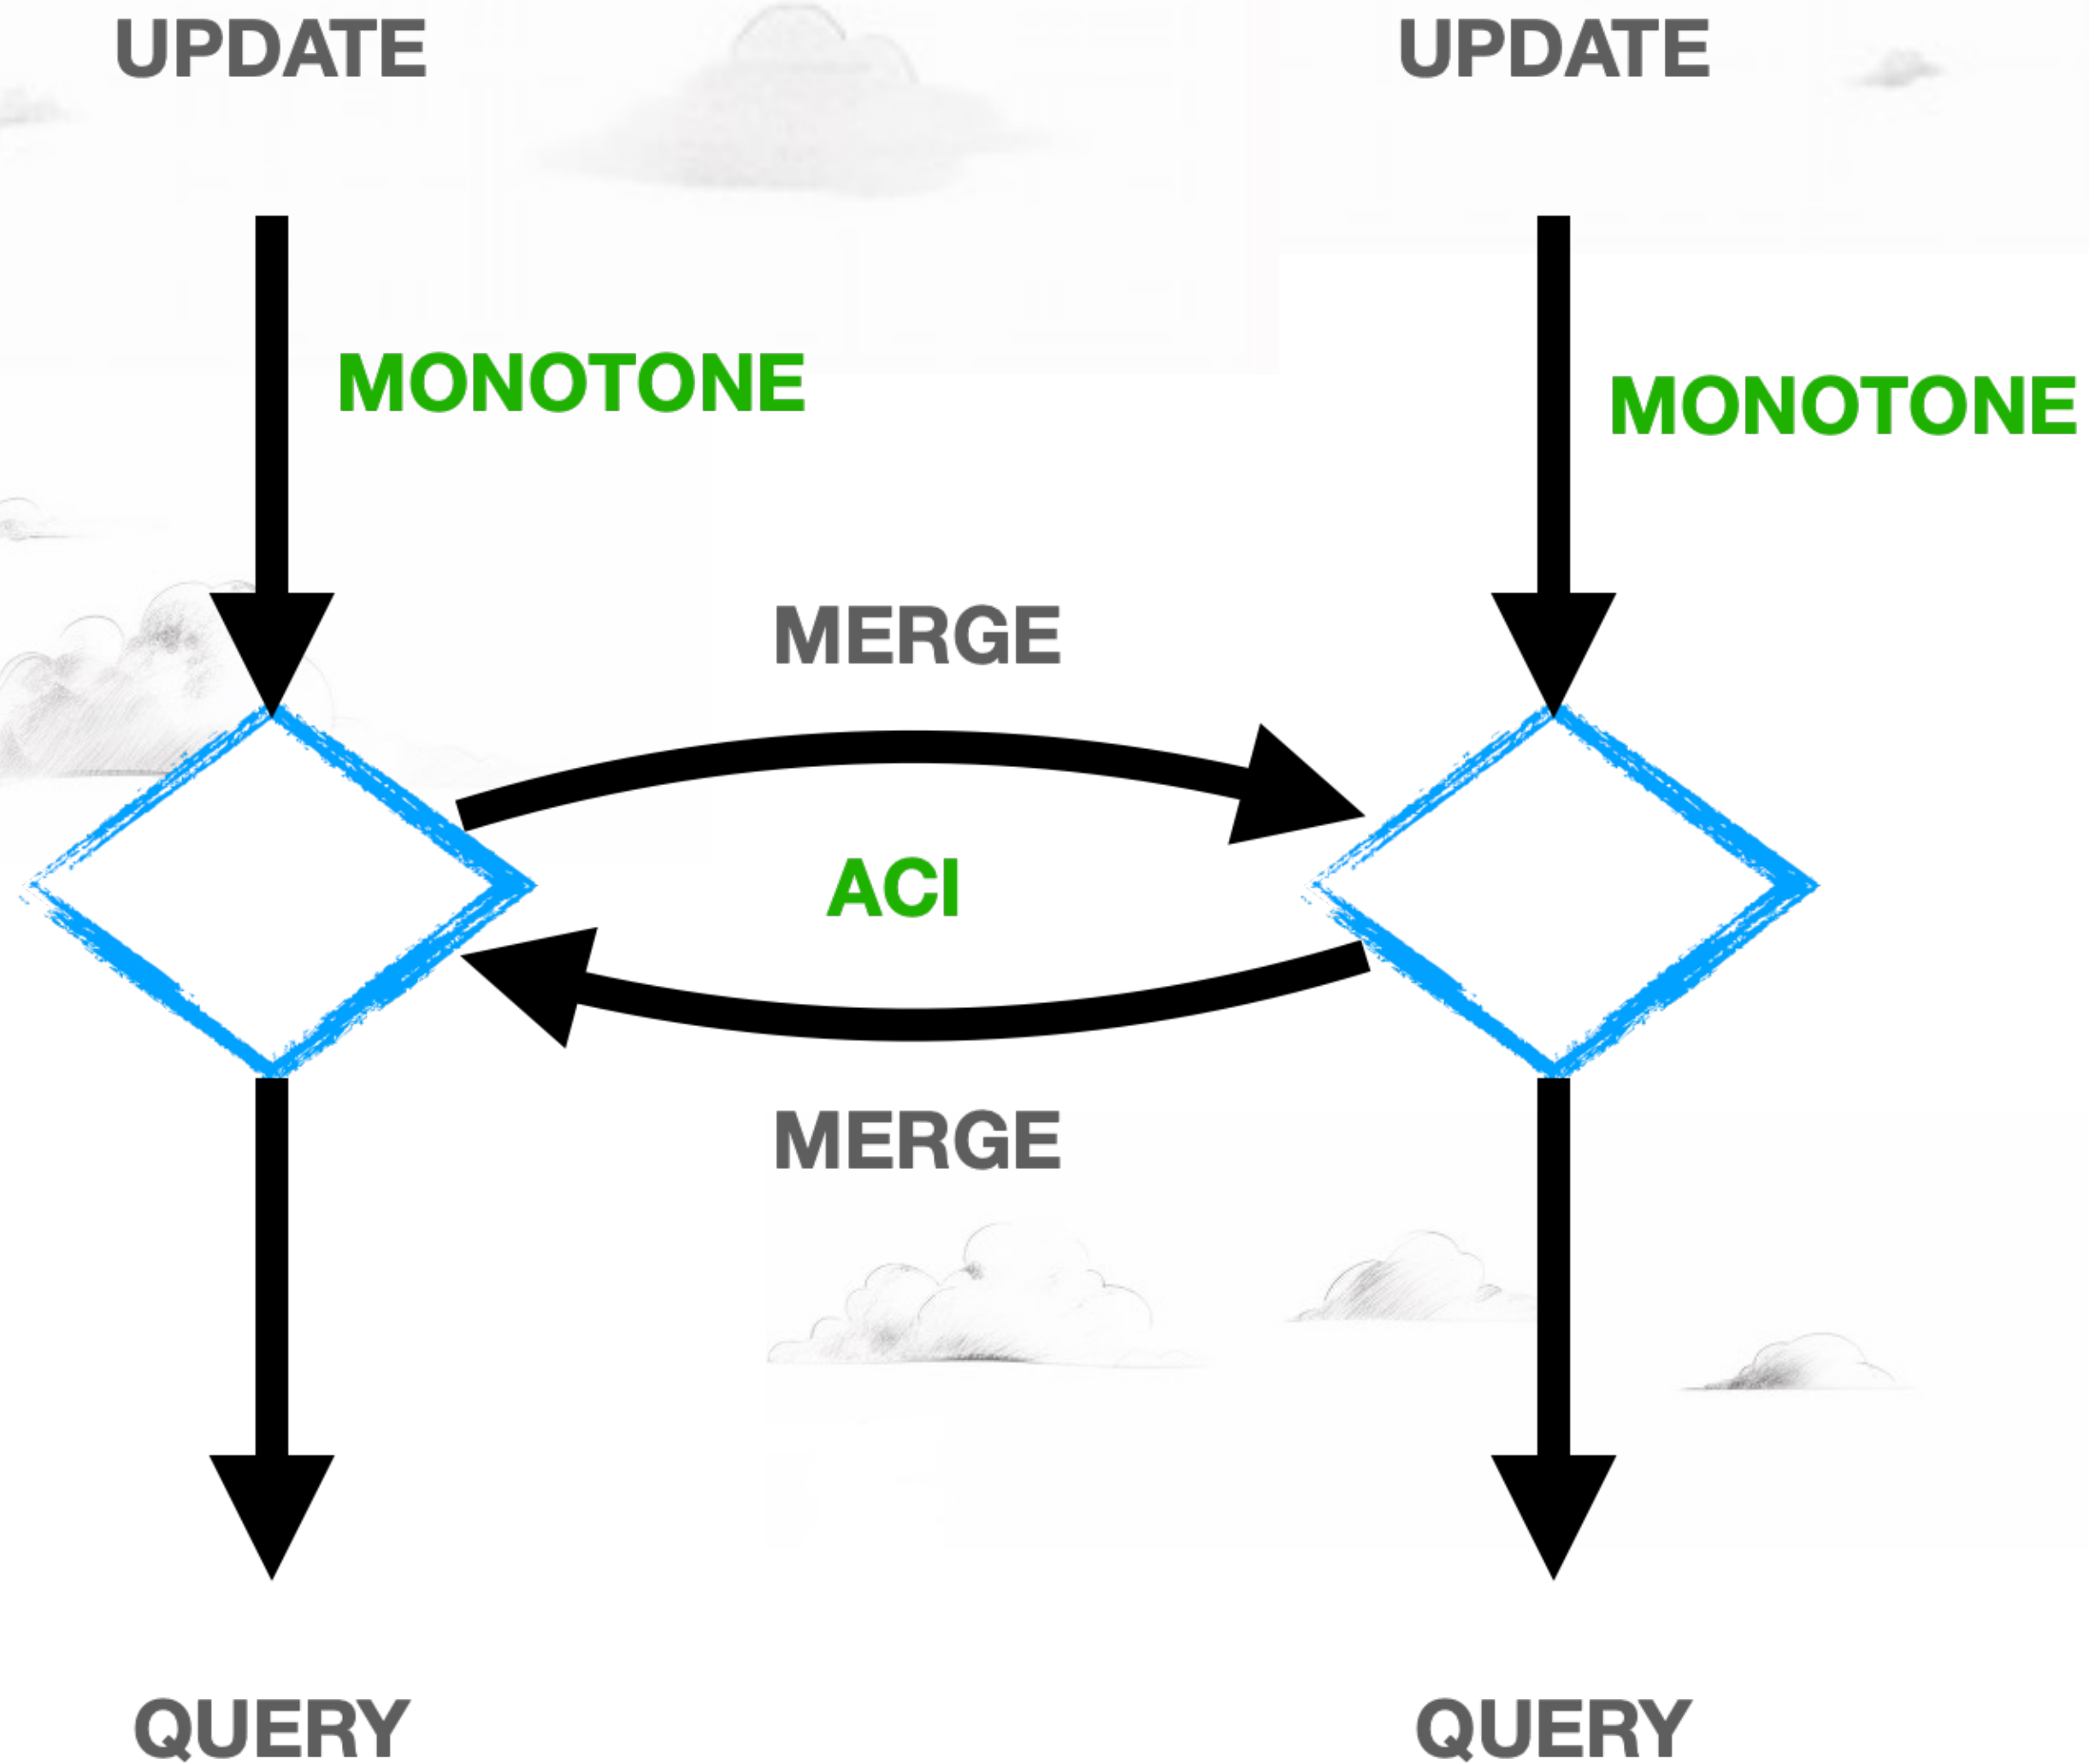 UPDATE
UPDATE
MONOTONE
MONOTONE
MERGE
ACI
MERGE
QUERY
QUERY